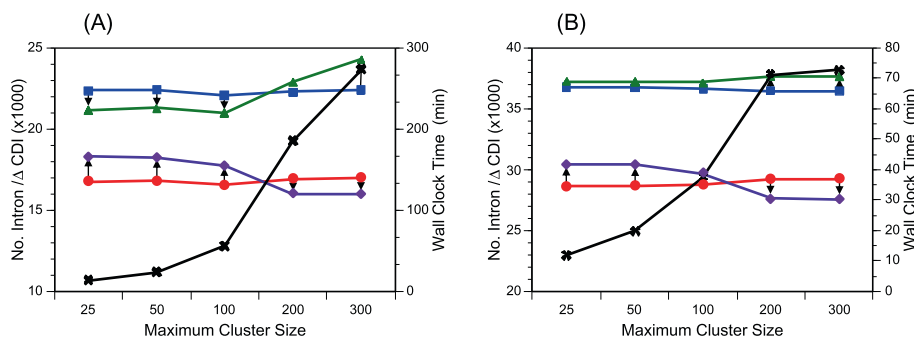 (A)
No. Intron / Δ CDI (x1000)
25
20
15
10
300
200
100
0
Wall Clock Time (min)
25 50 100 200 300
Maximum Cluster Size
(B)
No. Intron / Δ CDI (x1000)
40
35
30
25
20
80
70
60
50
40
30
20
10
0
Wall Clock Time (min)
25 50 100 200 300
Maximum Cluster Size